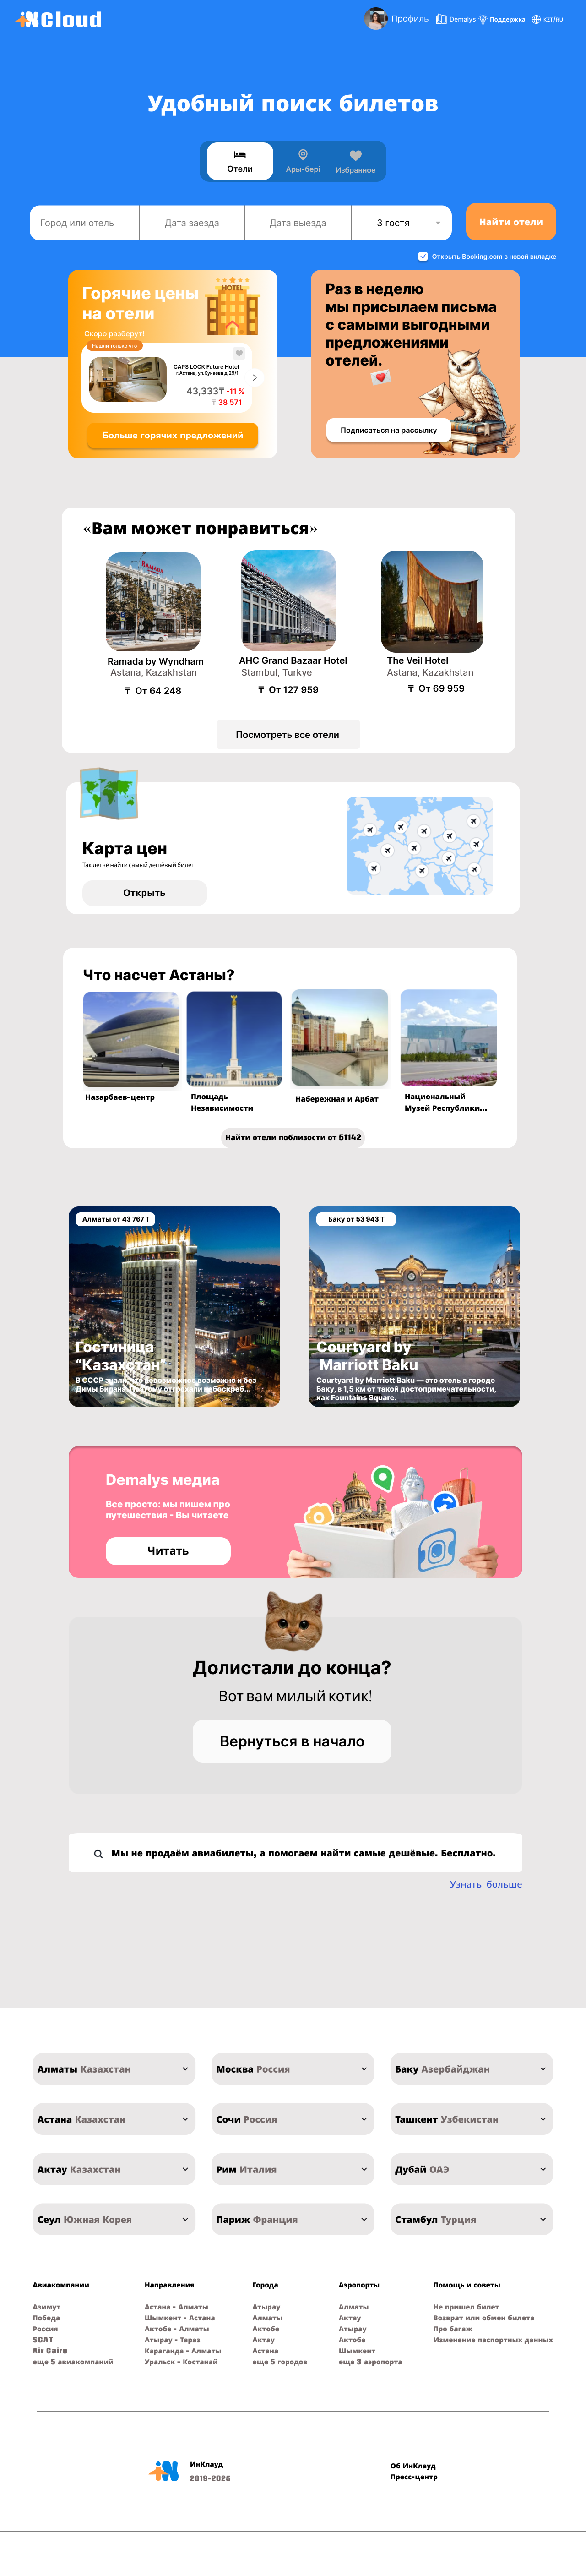 INCloud
Профиль
Demalys
Поддержка
KZT/RU
Удобный поиск билетов
Отели
Ары-бері
Избранное
Город или отель
Дата заезда
Дата выезда
3 гостя
Найти отели
Открыть Booking.com в новой вкладке
Горячие цены
на отели
Скоро разберут!
HOTEL
Нашли только что
CAPS LOCK Future Hotel
г.Астана, ул.Кунаева д.29/1,
43,333₸ -11 %
₸ 38 571
Больше горячих предложений
Раз в неделю
мы присылаем письма
с самыми выгодными
предложениями
отелей.
Подписаться на рассылку
«Вам может понравиться»
RAMADA
Ramada by Wyndham
Astana, Kazakhstan
₸ От 64 248
AHC Grand Bazaar Hotel
Stambul, Turkye
₸ От 127 959
The Veil Hotel
Astana, Kazakhstan
₸ От 69 959
Посмотреть все отели
Карта цен
Так легче найти самый дешёвый билет
Открыть
Что насчет Астаны?
Назарбаев-центр
Площадь
Независимости
Набережная и Арбат
Национальный
Музей Республики...
Найти отели поблизости от 51142
Алматы от 43 767 Т
Гостиница
“Казахстан”
В СССР знали, что невозможное возможно и без
Димы Билана. Поэтому отгрохали небоскреб...
Баку от 53 943 Т
Courtyard by
Marriott Baku
Courtyard by Marriott Baku — это отель в городе
Баку, в 1,5 км от такой достопримечательности,
как Fountains Square.
Demalys медиа
Все просто: мы пишем про
путешествия - Вы читаете
Читать
Долистали до конца?
Вот вам милый котик!
Вернуться в начало
Мы не продаём авиабилеты, а помогаем найти самые дешёвые. Бесплатно.
Узнать больше
Алматы Казахстан
Москва Россия
Баку Азербайджан
Астана Казахстан
Сочи Россия
Ташкент Узбекистан
Актау Казахстан
Рим Италия
Дубай ОАЭ
Сеул Южная Корея
Париж Франция
Стамбул Турция
Авиакомпании
Азимут
Победа
Россия
SCAT
Air Cairo
еще 5 авиакомпаний
Направления
Астана - Алматы
Шымкент - Астана
Актобе - Алматы
Атырау - Тараз
Караганда - Алматы
Уральск - Костанай
Города
Атырау
Алматы
Актобе
Актау
Астана
еще 5 городов
Аэропорты
Алматы
Актау
Атырау
Актобе
Шымкент
еще 3 аэропорта
Помощь и советы
Не пришел билет
Возврат или обмен билета
Про багаж
Изменение паспортных данных
IN
ИнКлауд
2019-2025
Об ИнКлауд
Пресс-центр